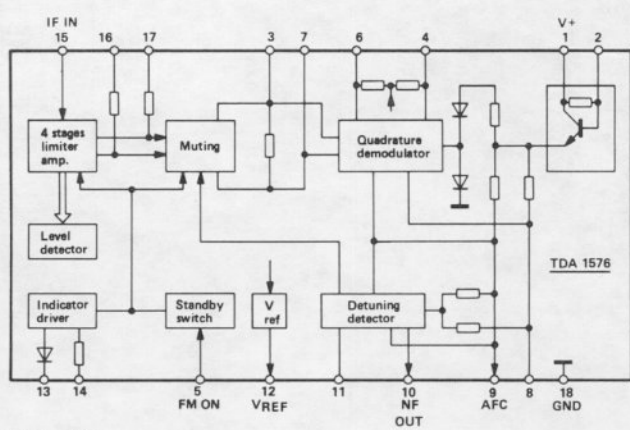 IF IN
V+
15 16 17 3 7 6 4 1 2
4 stages
limiter
amp.
Muting
Quadrature
demodulator
Level
detector
TDA 1576
Indicator
driver
Standby
switch
V
ref
Detuning
detector
13 14 5 12 11 10 9 8 18
FM ON VREF NF AFC GND
OUT